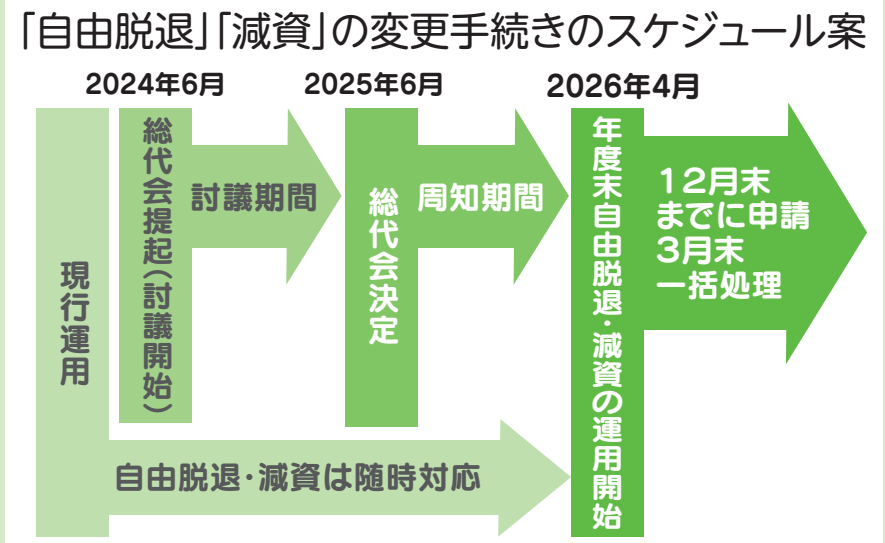 「自由脱退」「減資」の変更手続きのスケジュール案
2024年6月
2025年6月
2026年4月
現行運用
総代会提起(討議開始)
討議期間
総代会決定
周知期間
年度末自由脱退・減資の運用開始
12月末
までに申請
3月末
一括処理
自由脱退・減資は随時対応